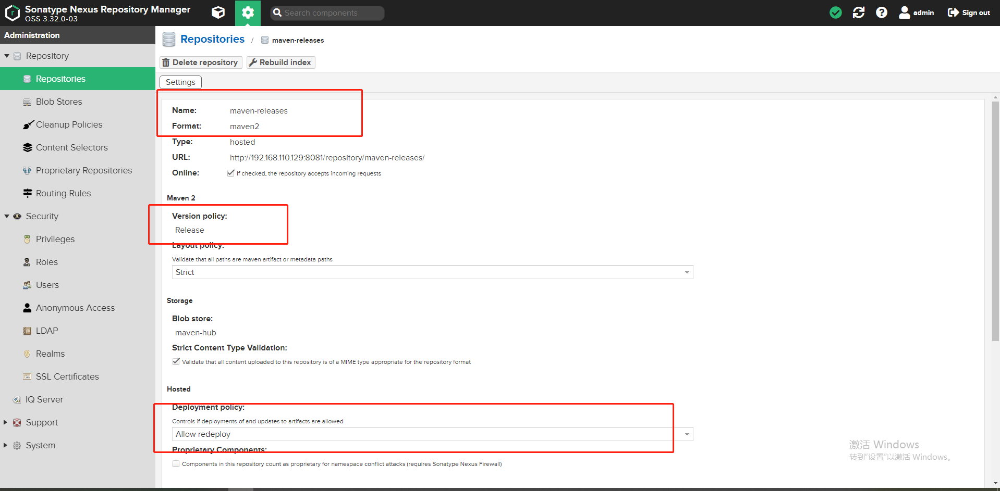 Sonatype Nexus Repository Manager
OSS 3.32.0-03
Search components
admin
Sign out
Administration
Repository
Repositories
Blob Stores
Cleanup Policies
Content Selectors
Proprietary Repositories
Routing Rules
Security
Privileges
Roles
Users
Anonymous Access
LDAP
Realms
SSL Certificates
IQ Server
Support
System
Repositories / maven-releases
Delete repository
Rebuild index
Settings
Name: maven-releases
Format: maven2
Type: hosted
URL: http://192.168.110.129:8081/repository/maven-releases/
Online: If checked, the repository accepts incoming requests
Maven 2
Version policy:
Release
Layout policy:
Validate that all paths are maven artifact or metadata paths
Strict
Storage
Blob store:
maven-hub
Strict Content Type Validation:
Validate that all content uploaded to this repository is of a MIME type appropriate for the repository format
Hosted
Deployment policy:
Controls if deployments of and updates to artifacts are allowed
Allow redeploy
Proprietary Components:
Components in this repository count as proprietary for namespace conflict attacks (requires Sonatype Nexus Firewall)
激活 Windows
转到“设置”以激活 Windows。